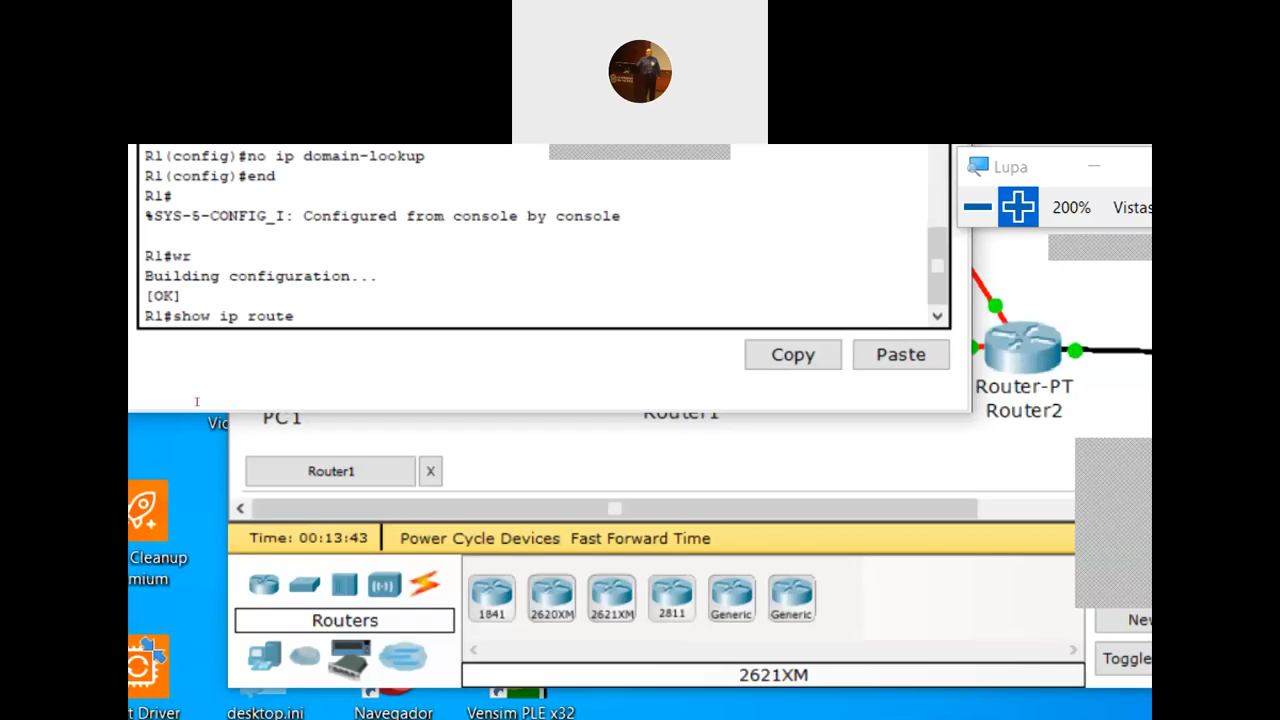 R1(config)#no ip domain-lookup
R1(config)#end
R1#
%SYS-5-CONFIG_I: Configured from console by console
R1#wr
Building configuration...
[OK]
R1#show ip route
Copy
Paste
Lupa
200%
Vistas
Router-PT
Router2
PC1
Router1
Router1
X
Time: 00:13:43
Power Cycle Devices Fast Forward Time
1841
2620XM
2621XM
2811
Generic
Generic
Routers
2621XM
Toggle
Cleanup
desktop.ini
Navegador
Vensim PLE x32
t Driver